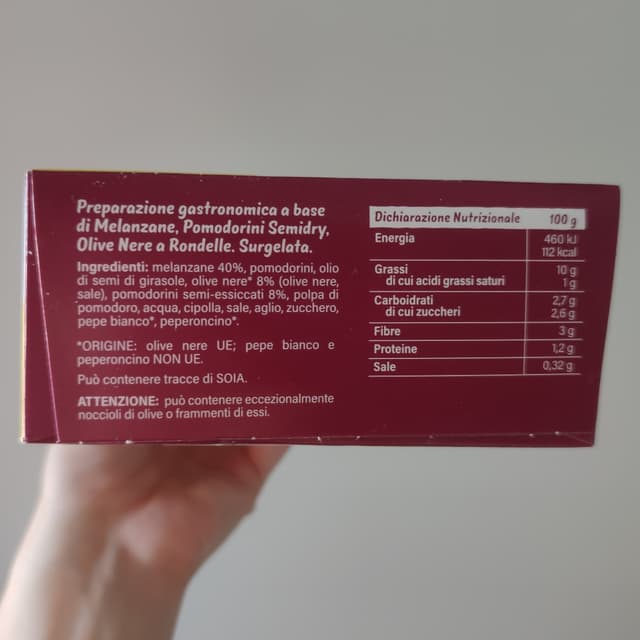 Preparazione gastronomica a base
di Melanzane, Pomodorini Semidry,
Olive Nere a Rondelle. Surgelata.
Ingredienti: melanzane 40%, pomodorini, olio
di semi di girasole, olive nere* 8% (olive nere,
sale), pomodorini semi-essiccati 8%, polpa di
pomodoro, acqua, cipolla, sale, aglio, zucchero,
pepe bianco*, peperoncino*.
*ORIGINE: olive nere UE; pepe bianco e
peperoncino NON UE.
Può contenere tracce di SOIA.
ATTENZIONE: può contenere eccezionalmente
noccioli di olive o frammenti di essi.
Dichiarazione Nutrizionale 100 g
Energia 460 kJ
112 kcal
Grassi 10 g
di cui acidi grassi saturi 1 g
Carboidrati 2,7 g
di cui zuccheri 2,6 g
Fibre 3 g
Proteine 1,2 g
Sale 0,32 g